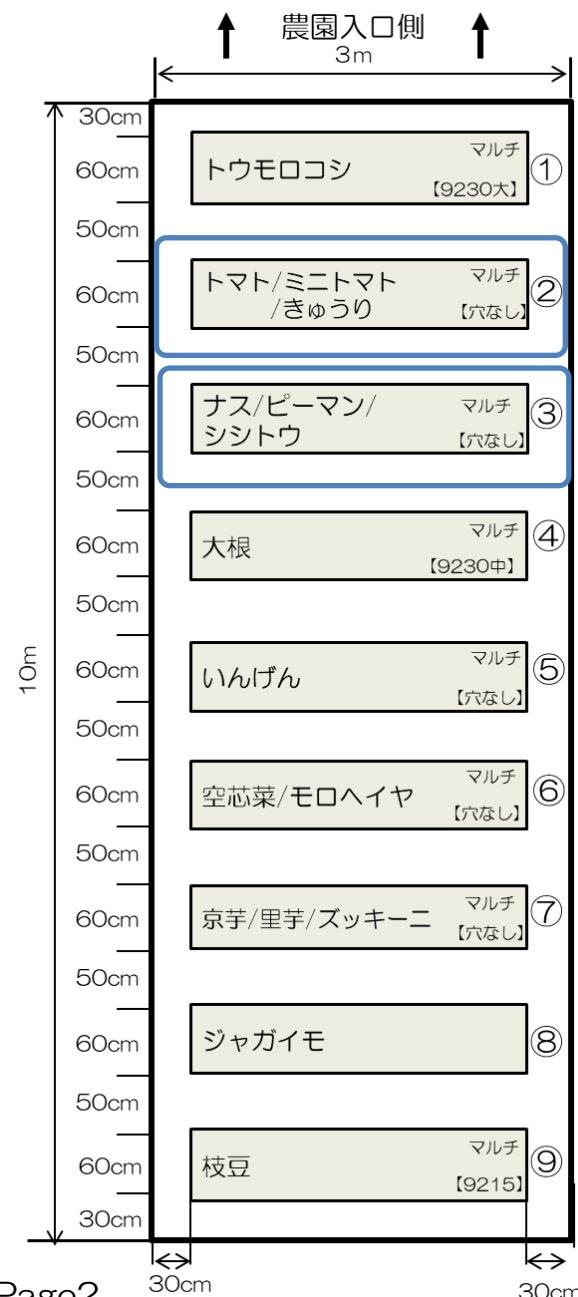 農園入口側
3m
30cm
60cm
トウモロコシ
マルチ
【9230大】
①
50cm
60cm
トマト/ミニトマト
/きゅうり
マルチ
【穴なし】
②
50cm
60cm
ナス/ピーマン/
シシトウ
マルチ
【穴なし】
③
50cm
60cm
大根
マルチ
【9230中】
④
50cm
10m
60cm
いんげん
マルチ
【穴なし】
⑤
50cm
60cm
空芯菜/モロヘイヤ
マルチ
【穴なし】
⑥
50cm
60cm
京芋/里芋/ズッキーニ
マルチ
【穴なし】
⑦
50cm
60cm
ジャガイモ
⑧
50cm
60cm
枝豆
マルチ
【9215】
⑨
30cm
30cm
30cm
Page2